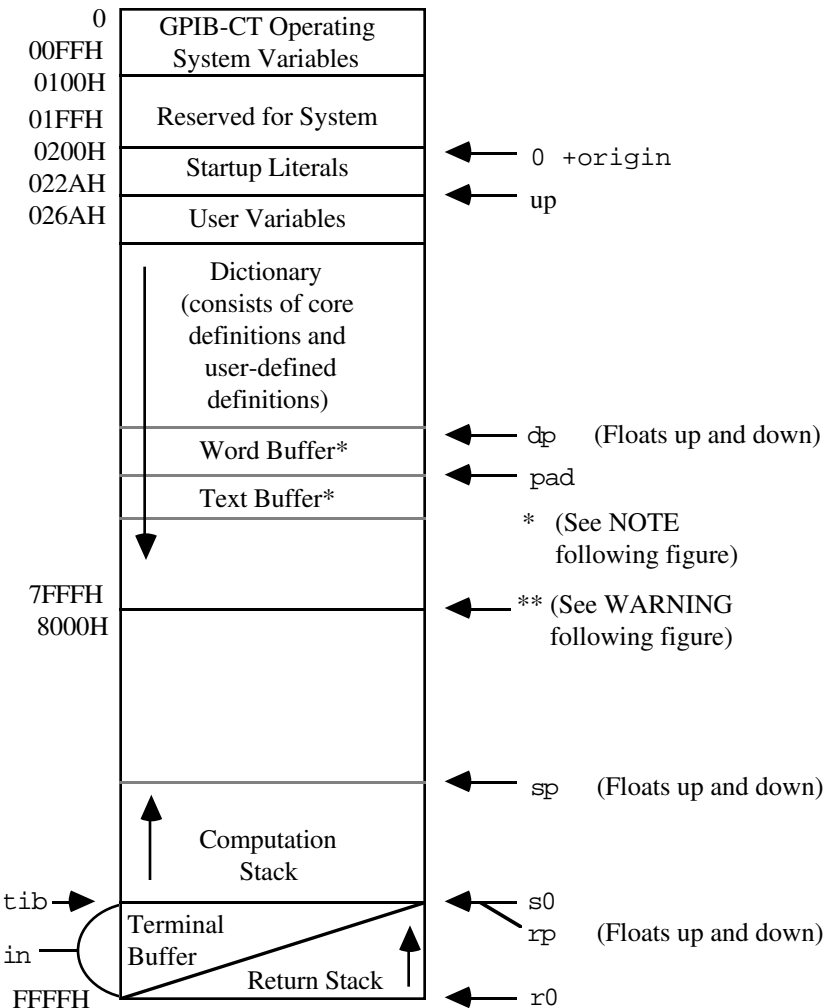 0
GPIB-CT Operating
System Variables
00FFH
0100H
Reserved for System
01FFH
0200H
0 +origin
Startup Literals
022AH
up
026AH
User Variables
Dictionary
(consists of core
definitions and
user-defined
definitions)
dp (Floats up and down)
Word Buffer*
pad
Text Buffer*
* (See NOTE
following figure)
7FFFH
** (See WARNING
8000H
following figure)
sp (Floats up and down)
Computation
Stack
tib
s0
Terminal
Buffer
rp (Floats up and down)
in
Return Stack
FFFFH
r0